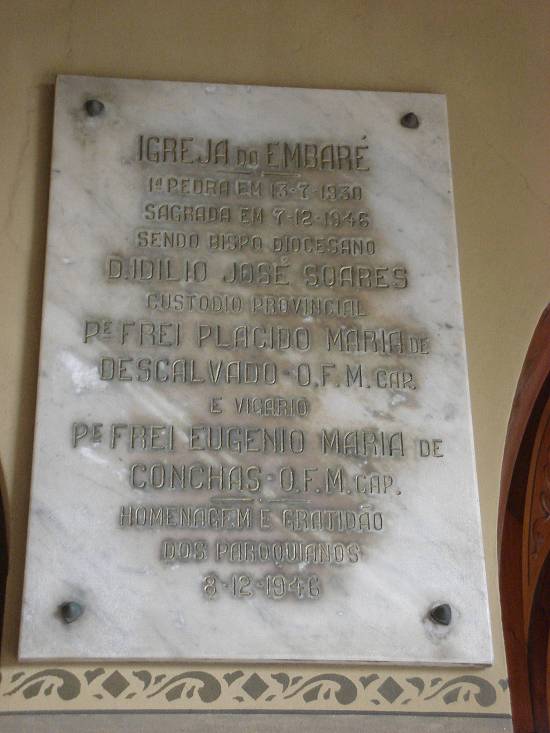 IGREJA DO EMBARÉ
1ª PEDRA EM 13-7-1930
SAGRADA EM 7-12-1946
SENDO BISPO DIOCESANO
D. IDILIO JOSÉ SOARES
CUSTODIO PROVINCIAL
Pᴱ FREI PLACIDO MARIA DE
DESCALVADO - O.F.M. CAP.
E VIGARIO
Pᴱ FREI EUGENIO MARIA DE
CONCHAS - O.F.M. CAP.
HOMENAGEM E GRATIDÃO
DOS PAROQUIANOS
8-12-1946